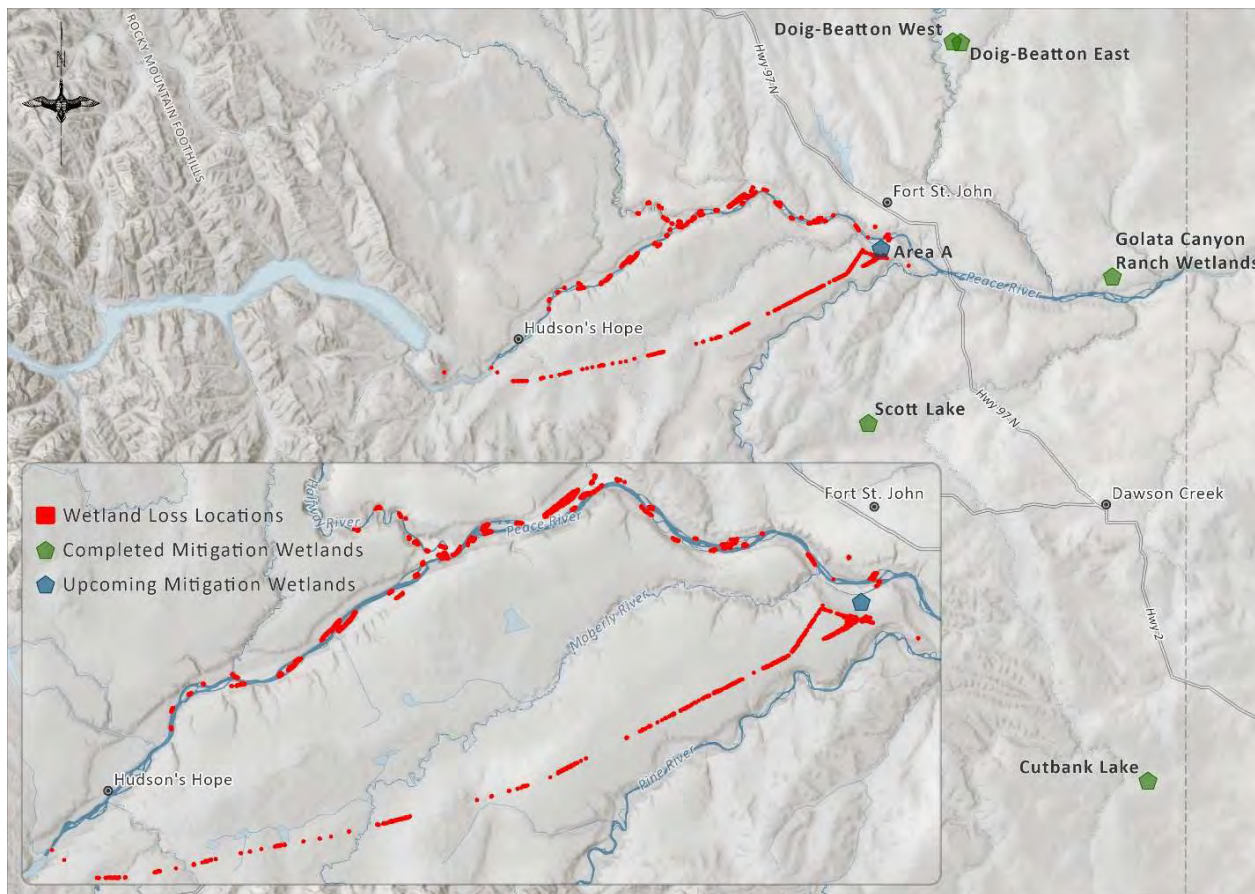 N
ROCKY MOUNTAIN FOOTHILLS
Doig-Beatton West
Doig-Beatton East
Hwy 97 N
Fort St. John
Area A
Golata Canyon
Ranch Wetlands
Peace River
Hudson's Hope
Scott Lake
Hwy 97 N
Dawson Creek
Hwy 2
Cutbank Lake
Wetland Loss Locations
Completed Mitigation Wetlands
Upcoming Mitigation Wetlands
Halfway River
Peace River
Fort St. John
Moberly River
Pine River
Hudson's Hope